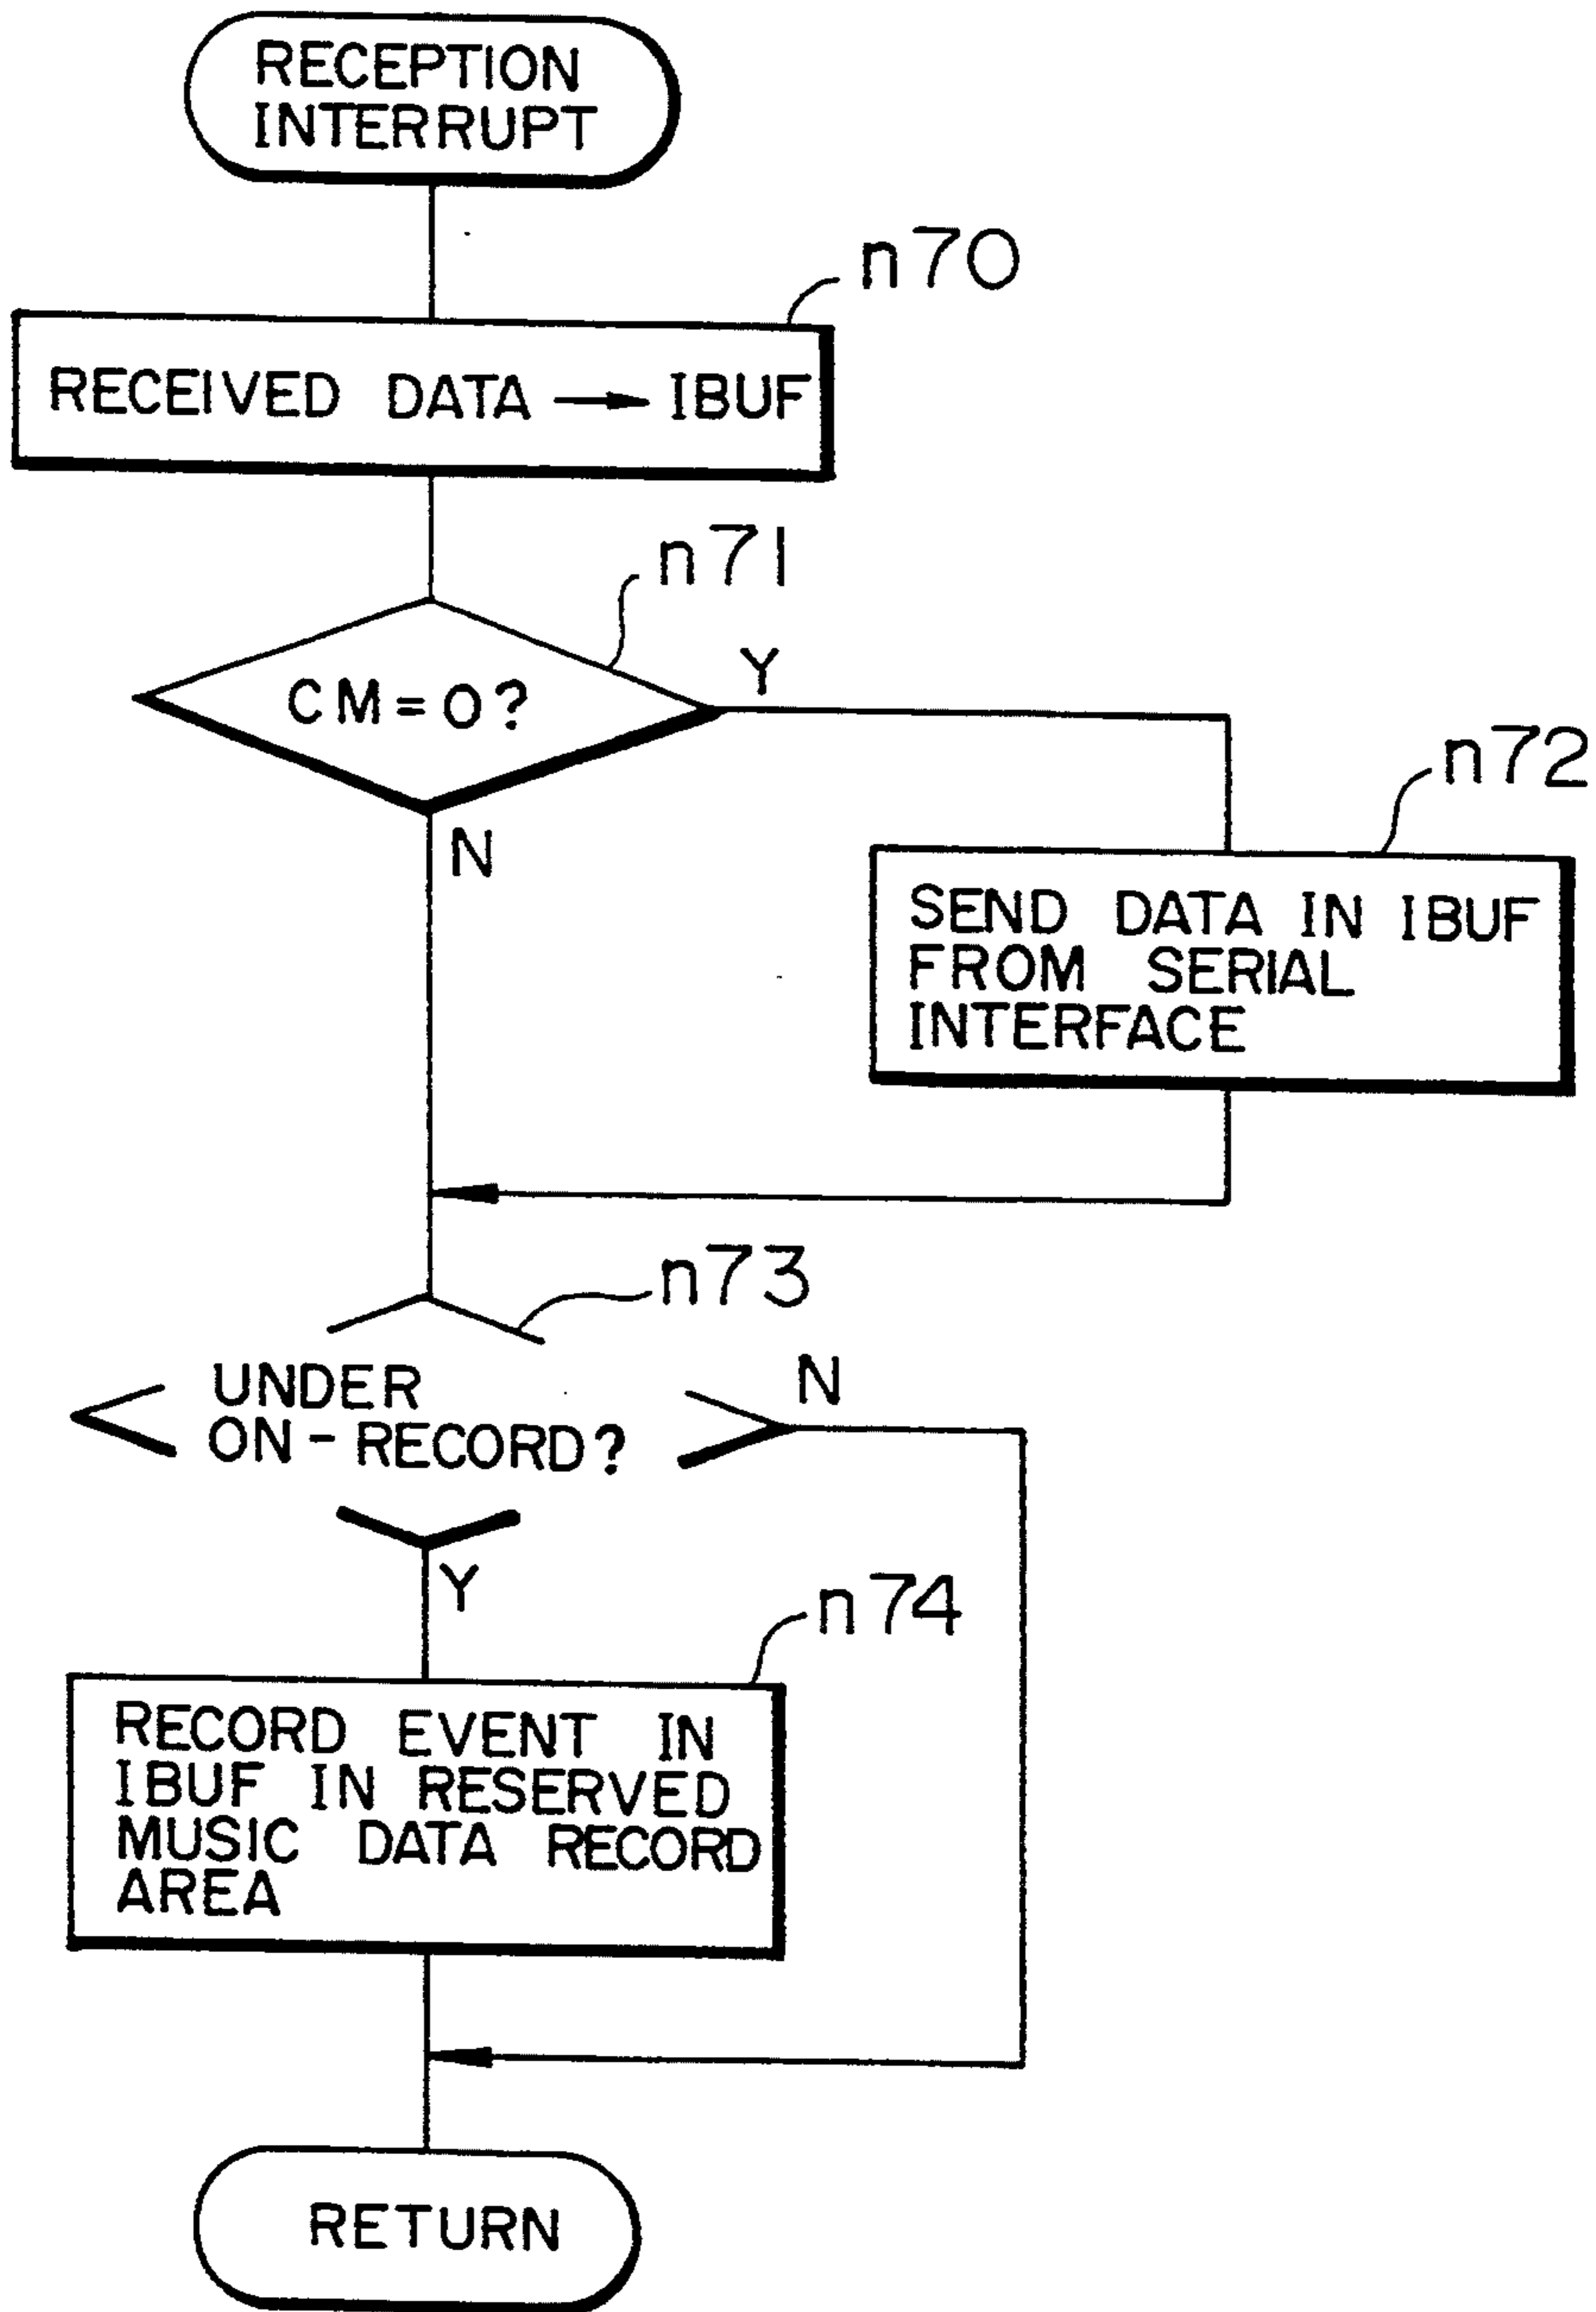 RECEPTION
INTERRUPT
n70
RECEIVED DATA → IBUF
n71
CM=0?
Y
N
n72
SEND DATA IN IBUF
FROM SERIAL
INTERFACE
n73
UNDER
ON-RECORD?
N
Y
n74
RECORD EVENT IN
IBUF IN RESERVED
MUSIC DATA RECORD
AREA
RETURN